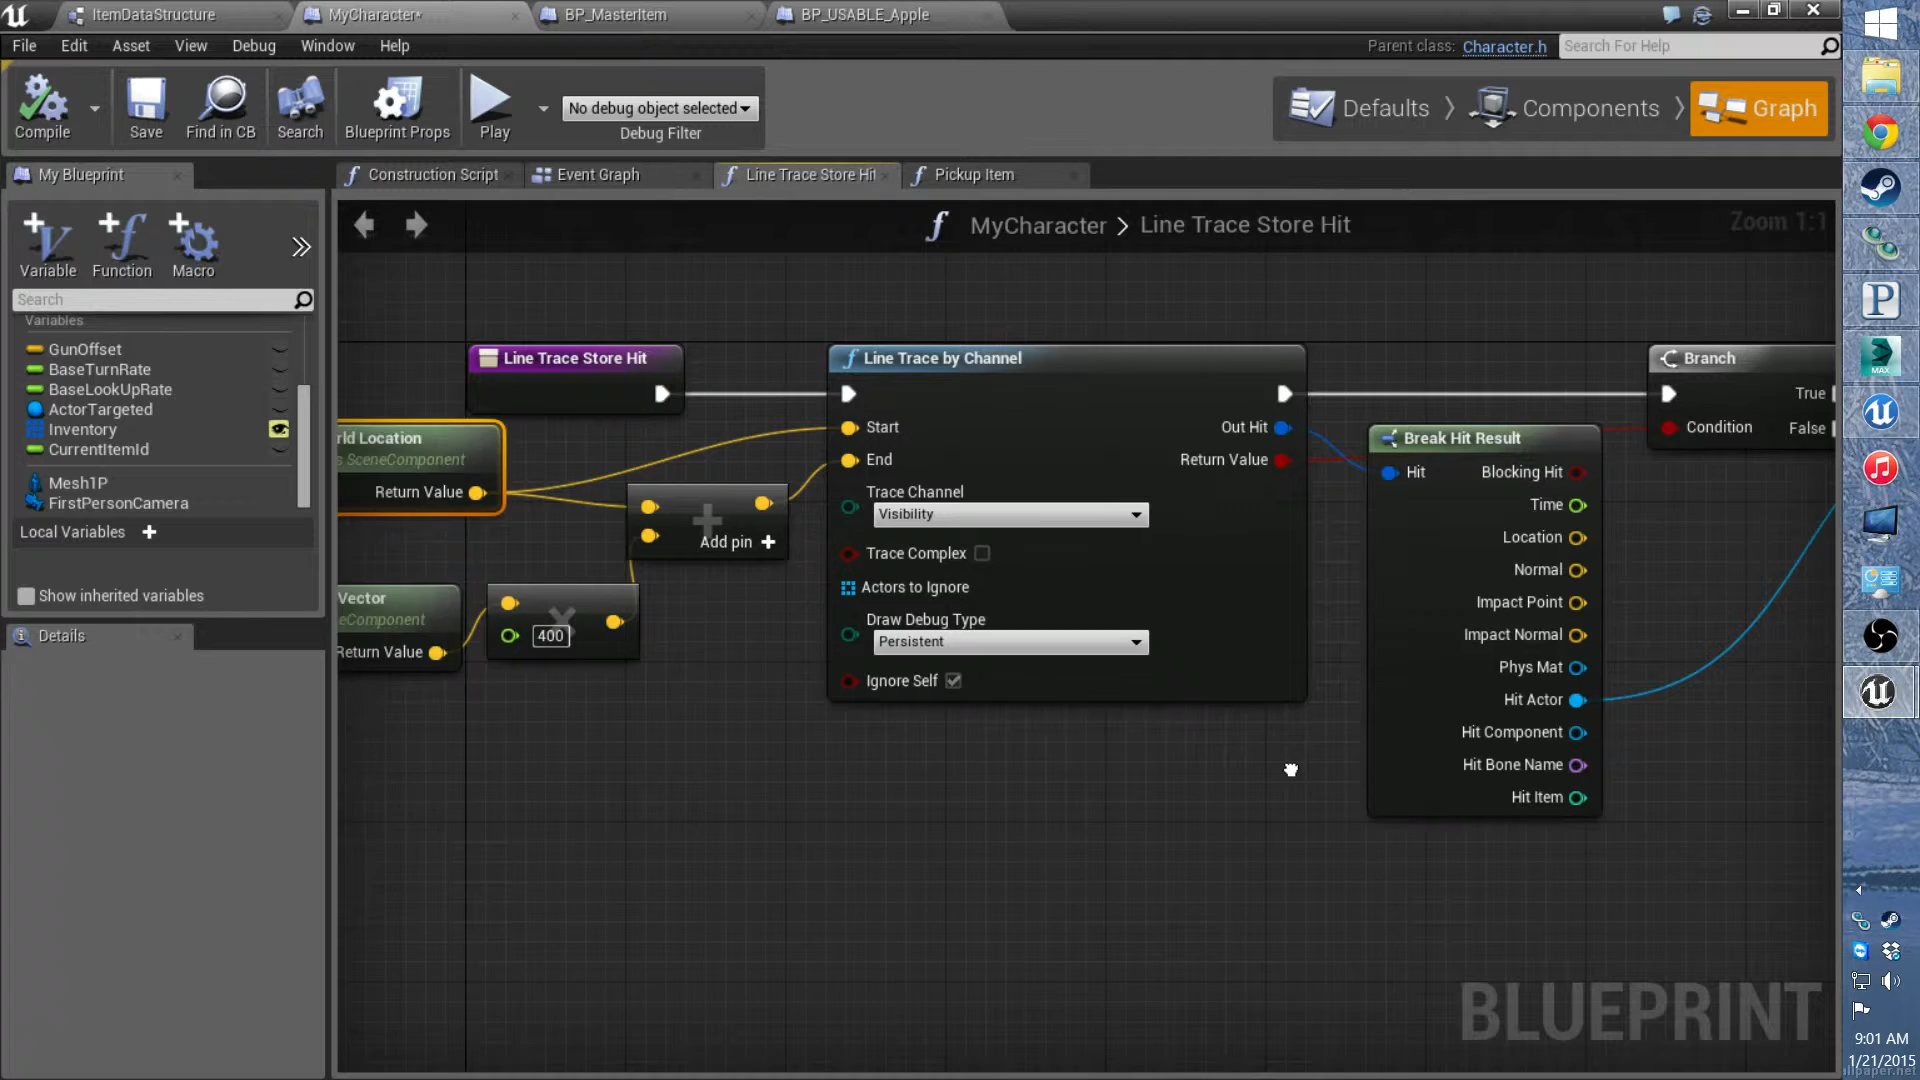 ItemDataStructure
MyCharacter*
BP_MasterItem
BP_USABLE_Apple
File Edit Asset View Window Debug Help
Parent class: Character.h
Search For Help
Compile
Save
Find in CB
Search
Blueprint Props
Play
No debug object selected
Debug Filter
Defaults
Components
Graph
My Blueprint
Construction Script
Event Graph
Line Trace Store Hit
Pickup Item
Variable
Function
Macro
MyCharacter > Line Trace Store Hit
Zoom 1:1
Search
Variables
GunOffset
BaseTurnRate
BaseLookUpRate
ActorTargeted
Inventory
CurrentItemId
Mesh1P
FirstPersonCamera
Local Variables
Show inherited variables
Details
Line Trace Store Hit
rld Location
s SceneComponent
Return Value
Vector
eComponent
Return Value
400
Add pin
Line Trace by Channel
Start
End
Trace Channel
Visibility
Trace Complex
Actors to Ignore
Draw Debug Type
Persistent
Ignore Self
Out Hit
Return Value
Break Hit Result
Hit
Blocking Hit
Time
Location
Normal
Impact Point
Impact Normal
Phys Mat
Hit Actor
Hit Component
Hit Bone Name
Hit Item
Branch
True
Condition
False
BLUEPRINT
MAX
9:01 AM
1/21/2015